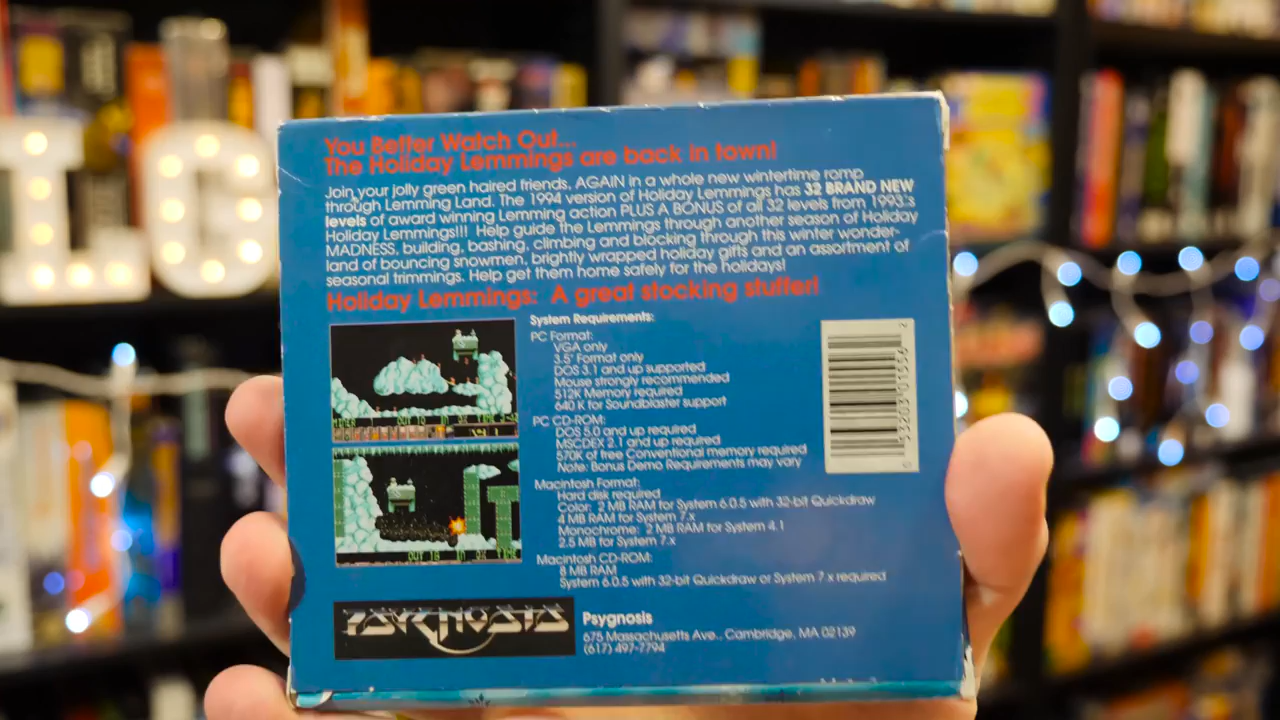 LG
You Better Watch Out...
The Holiday Lemmings are back in town!
Join your jolly green haired friends, AGAIN in a whole new wintertime romp
through Lemming Land. The 1994 version of Holiday Lemmings has 32 BRAND NEW
levels of award winning Lemming action PLUS A BONUS of all 32 levels from 1993's
Holiday Lemmings!!! Help guide the Lemmings through another season of Holiday
MADNESS, building, bashing, climbing and blocking through this winter wonder-
land of bouncing snowmen, brightly wrapped holiday gifts and an assortment of
seasonal trimmings. Help get them home safely for the holidays!
Holiday Lemmings: A great stocking stuffer!
System Requirements:
PC Format:
VGA only
3.5" Format only
DOS 3.1 and up supported
Mouse strongly recommended
512K Memory required
640 K for Soundblaster support
PC CD-ROM:
DOS 5.0 and up required
MSCDEX 2.1 and up required
570K of free Conventional memory required
Note: Bonus Demo Requirements may vary
Macintosh Format:
Hard disk required
Color: 2 MB RAM for System 6.0.5 with 32-bit Quickdraw
4 MB RAM for System 7.x
Monochrome: 2 MB RAM for System 4.1
2.5 MB for System 7.x
Macintosh CD-ROM:
8 MB RAM
System 6.0.5 with 32-bit Quickdraw or System 7.x required
PSYGNOSIS
Psygnosis
675 Massachusetts Ave., Cambridge, MA 02139
(617) 497-7794